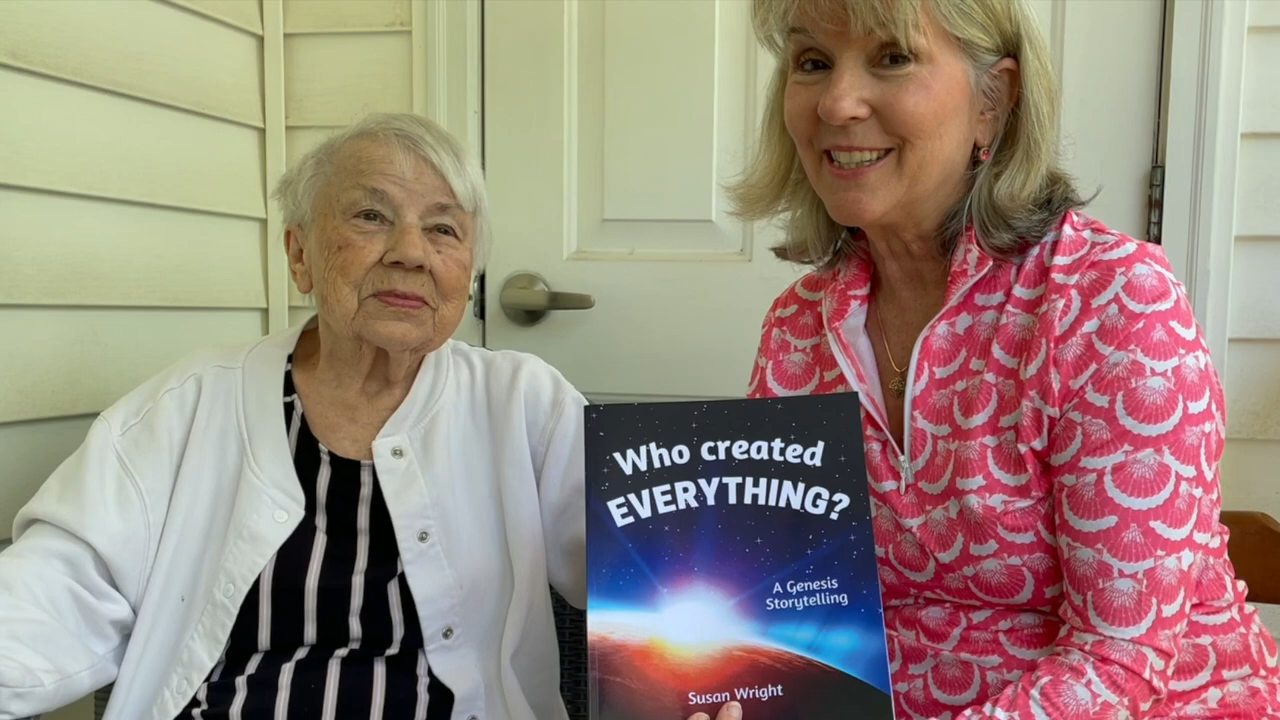 Who created
EVERYTHING?
A Genesis
Storytelling
Susan Wright